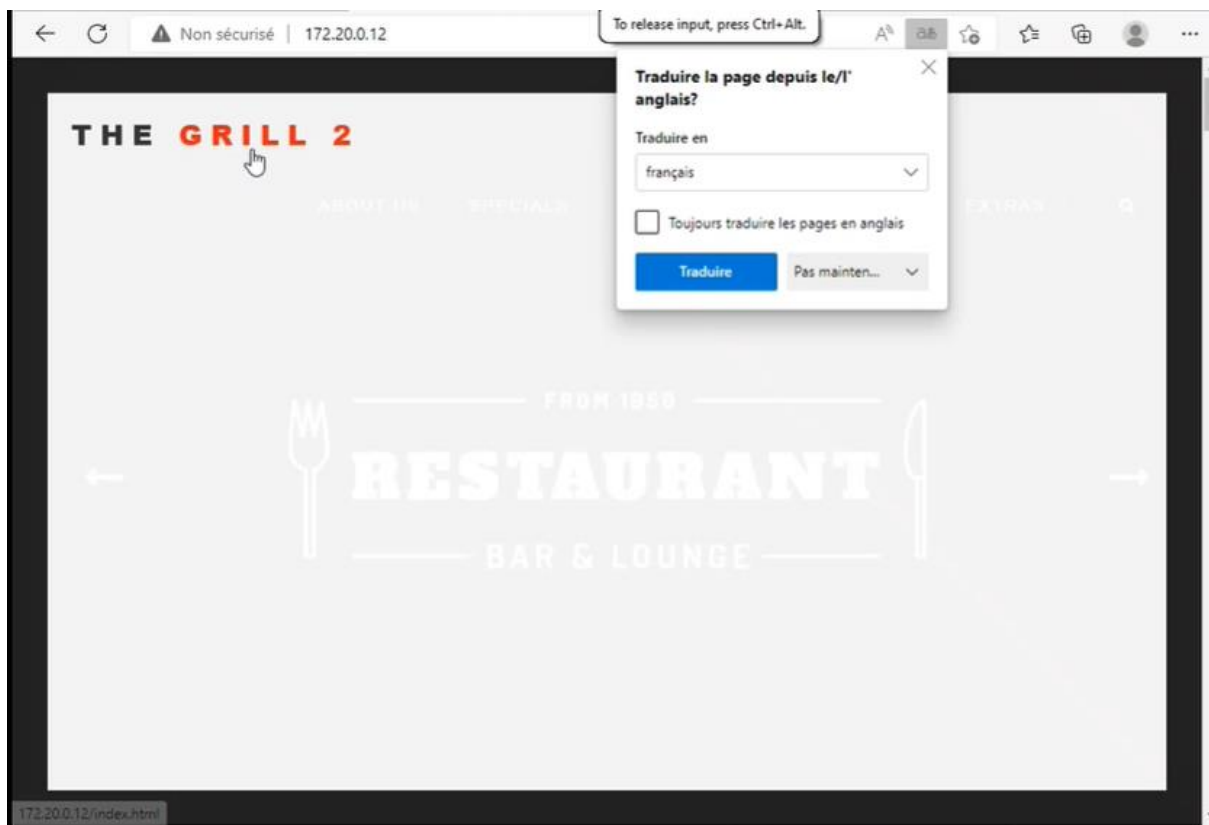 Non sécurisé | 172.20.0.12
To release input, press Ctrl+Alt.
Traduire la page depuis le/l'
anglais?
Traduire en
français
Toujours traduire les pages en anglais
Traduire
Pas mainten...
THE GRILL 2
ABOUT US SPECIALS EXTRAS
FROM 1950
RESTAURANT
BAR & LOUNGE
172.20.0.12/index.html